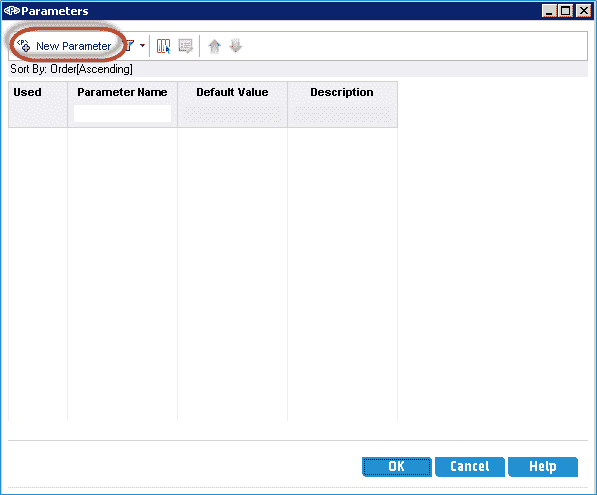 Parameters
New Parameter
Sort By: Order[Ascending]
Used Parameter Name Default Value Description
OK Cancel Help